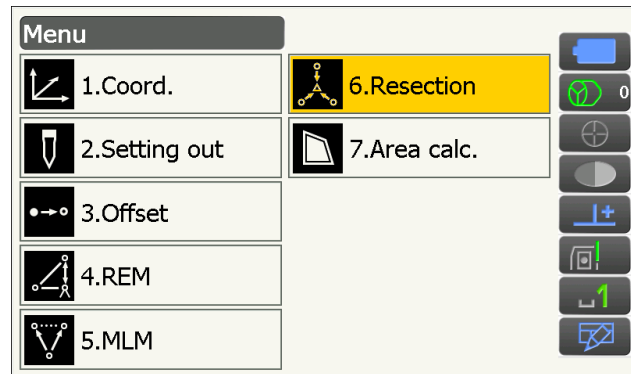 Menu
1.Coord.
2.Setting out
3.Offset
4.REM
5.MLM
6.Resection
7.Area calc.
0
1